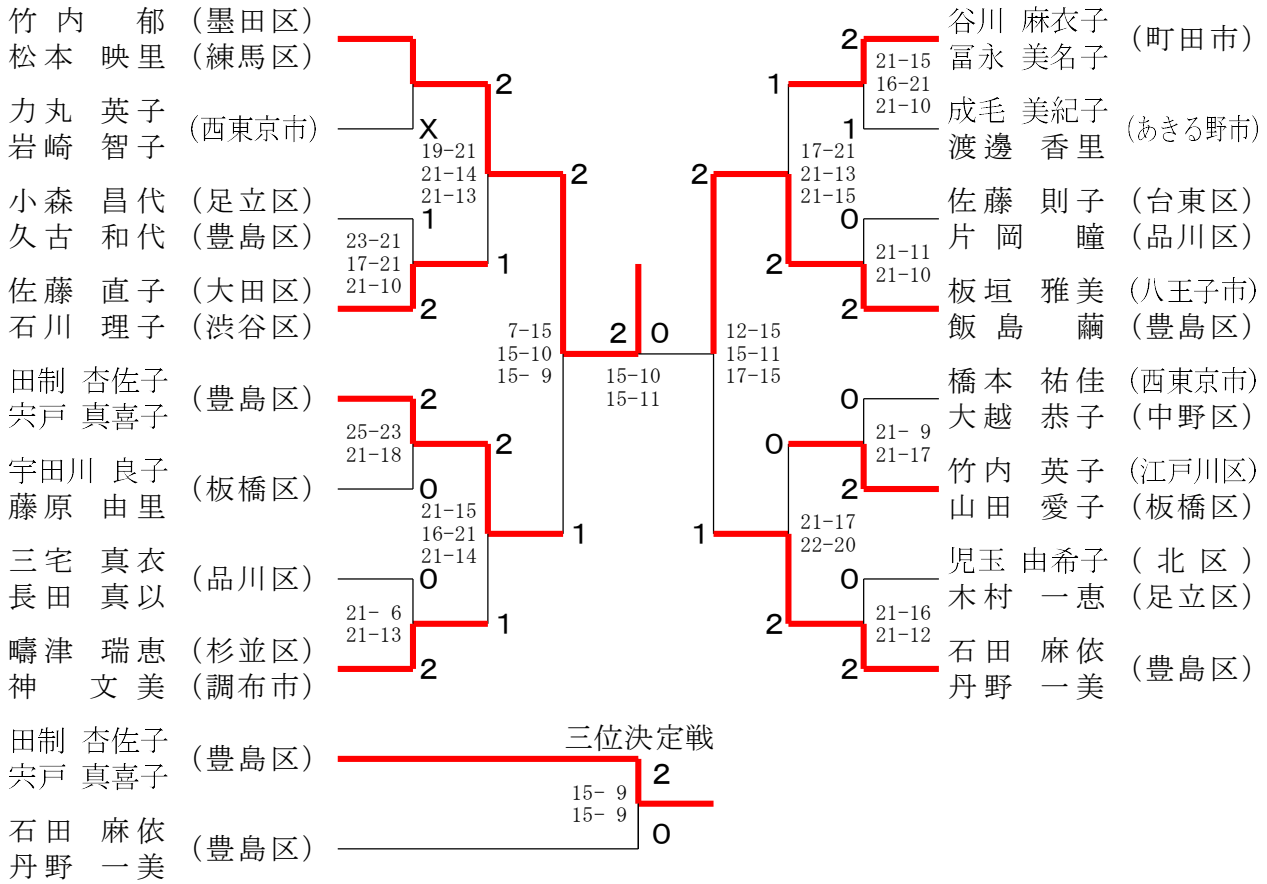 竹内 郁 (墨田区)
松本 映里 (練馬区)
2
力丸 英子
岩崎 智子
(西東京市)
X
19-21
21-14
21-13
2
小森 昌代 (足立区)
久古 和代 (豊島区)
1
23-21
17-21
21-10
1
佐藤 直子 (大田区)
石川 理子 (渋谷区)
2
7-15
15-10
15- 9
田制 杏佐子
宍戸 真喜子
(豊島区)
2
25-23
21-18
2
宇田川 良子
藤原 由里
(板橋区)
0
21-15
16-21
21-14
1
三宅 真衣
長田 真以
(品川区)
0
21- 6
21-13
1
疇津 瑞恵 (杉並区)
神 文美 (調布市)
2
2 0
15-10
15-11
谷川 麻衣子
冨永 美名子
(町田市)
2
21-15
16-21
21-10
1
成毛 美紀子
渡邊 香里
(あきる野市)
1
17-21
21-13
21-15
2
佐藤 則子 (台東区)
片岡 瞳 (品川区)
0
21-11
21-10
2
板垣 雅美 (八王子市)
飯島 繭 (豊島区)
2
12-15
15-11
17-15
橋本 祐佳 (西東京市)
大越 恭子 (中野区)
0
21- 9
21-17
0
竹内 英子 (江戸川区)
山田 愛子 (板橋区)
2
21-17
22-20
1
児玉 由希子 (北区)
木村 一恵 (足立区)
0
21-16
21-12
2
石田 麻依
丹野 一美
(豊島区)
2
三位決定戦
田制 杏佐子
宍戸 真喜子
(豊島区)
2
15- 9
15- 9
石田 麻依
丹野 一美
(豊島区)
0